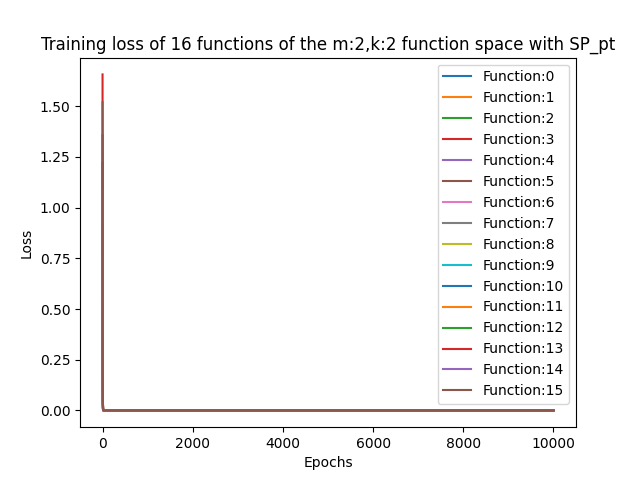 Training loss of 16 functions of the m:2,k:2 function space with SP_pt
1.50
1.25
1.00
0.75
0.50
0.25
0.00
Loss
0 2000 4000 6000 8000 10000
Epochs
Function:0
Function:1
Function:2
Function:3
Function:4
Function:5
Function:6
Function:7
Function:8
Function:9
Function:10
Function:11
Function:12
Function:13
Function:14
Function:15